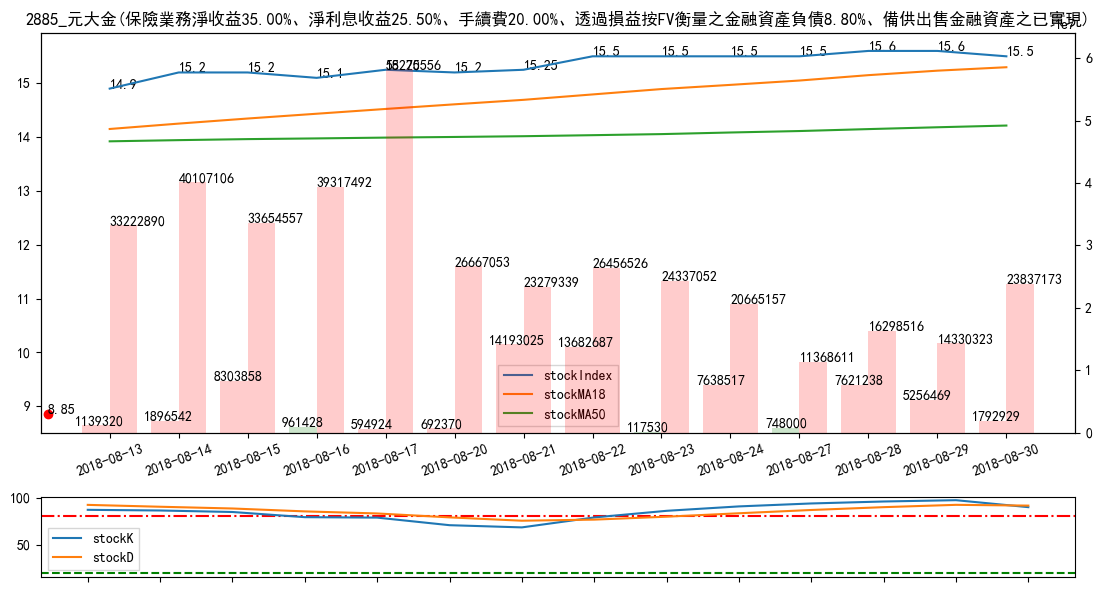 2885_元大金(保險業務淨收益35.00%、淨利息收益25.50%、手續費20.00%、透過損益按FV衡量之金融資產負債8.80%、備供出售金融資產之已實現)
1e7
14.9 15.2 15.2 15.1 15.25 15.2 15.25 15.5 15.5 15.5 15.5 15.6 15.6 15.5
15 14 13 12 11 10 9
6 5 4 3 2 1 0
33222890 40107106 33654557 39317492 26667053 23279339 26456526 24337052 20665157 11368611 16298516 14330323 23837173
8.85
1139320 1896542 8303858 961428 594924 692370 14193025 13682687 117530 7638517 748000 7621238 5256469 1792929
stockIndex
stockMA18
stockMA50
2018-08-13 2018-08-14 2018-08-15 2018-08-16 2018-08-17 2018-08-20 2018-08-21 2018-08-22 2018-08-23 2018-08-24 2018-08-27 2018-08-28 2018-08-29 2018-08-30
100
50
stockK
stockD